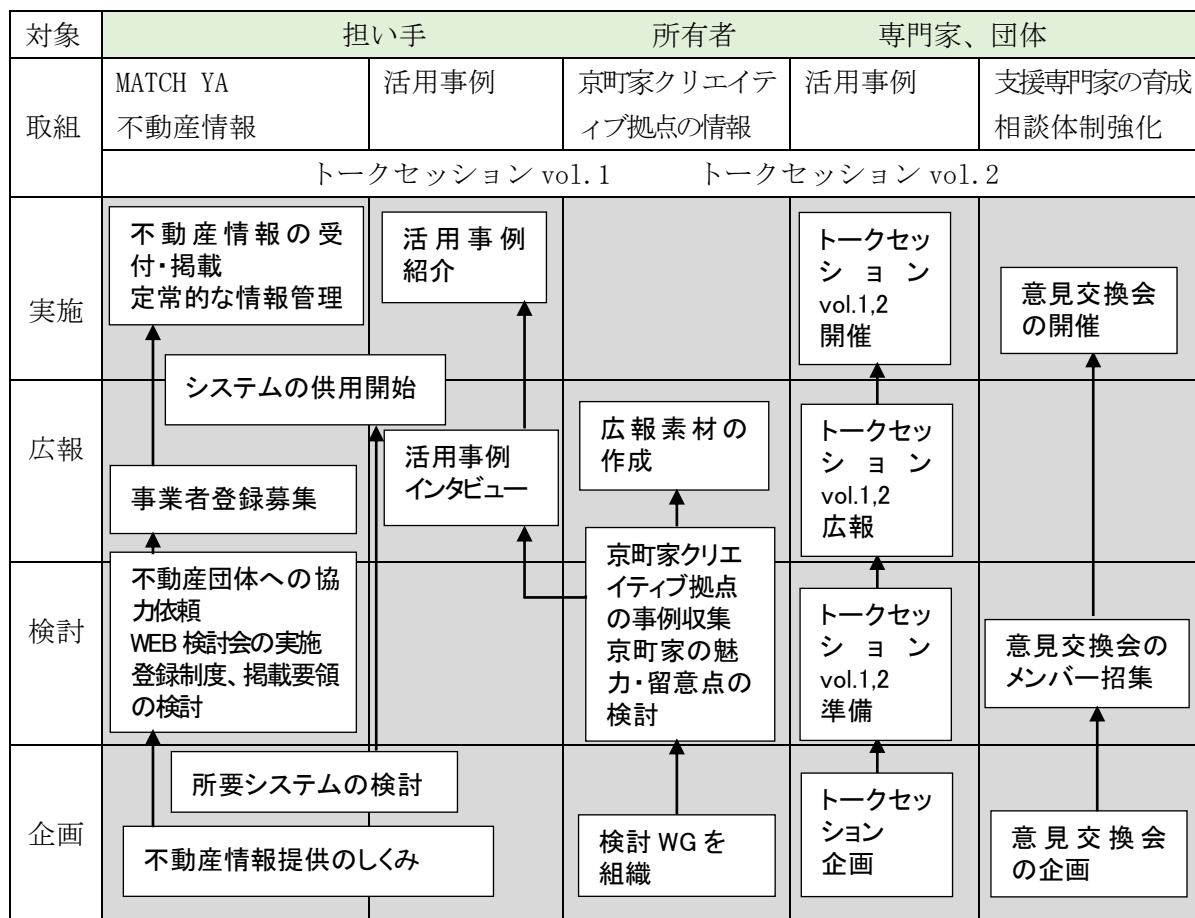 対象
担い手
所有者
専門家、団体
取組
MATCH YA
不動産情報
活用事例
京町家クリエイテ
ィブ拠点の情報
活用事例
支援専門家の育成
相談体制強化
トークセッション vol.1
トークセッション vol.2
実施
不動産情報の受
付・掲載
定常的な情報管理
活用事例
紹介
トークセッ
ション
vol.1,2
開催
意見交換会
の開催
システムの供用開始
広報
事業者登録募集
活用事例
インタビュー
広報素材の
作成
トークセッ
ション
vol.1,2
広報
検討
不動産団体への協
力依頼
WEB 検討会の実施
登録制度、掲載要領
の検討
京町家クリエ
イティブ拠点
の事例収集
京町家の魅
力・留意点の
検討
トークセッ
ション
vol.1,2
準備
意見交換会の
メンバー招集
企画
所要システムの検討
不動産情報提供のしくみ
検討 WG を
組織
トークセッ
ション
企画
意見交換会
の企画